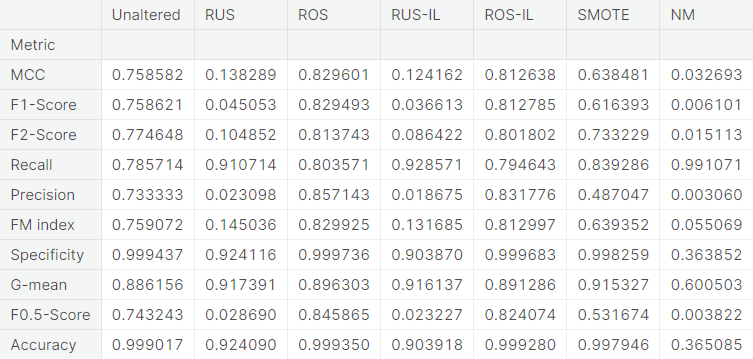 Unaltered RUS ROS RUS-IL ROS-IL SMOTE NM
Metric
MCC 0.758582 0.138289 0.829601 0.124162 0.812638 0.638481 0.032693
F1-Score 0.758621 0.045053 0.829493 0.036613 0.812785 0.616393 0.006101
F2-Score 0.774648 0.104852 0.813743 0.086422 0.801802 0.733229 0.015113
Recall 0.785714 0.910714 0.803571 0.928571 0.794643 0.839286 0.991071
Precision 0.733333 0.023098 0.857143 0.018675 0.831776 0.487047 0.003060
FM index 0.759072 0.145036 0.829925 0.131685 0.812997 0.639352 0.055069
Specificity 0.999437 0.924116 0.999736 0.903870 0.999683 0.998259 0.363852
G-mean 0.886156 0.917391 0.896303 0.916137 0.891286 0.915327 0.600503
F0.5-Score 0.743243 0.028690 0.845865 0.023227 0.824074 0.531674 0.003822
Accuracy 0.999017 0.924090 0.999350 0.903918 0.999280 0.997946 0.365085